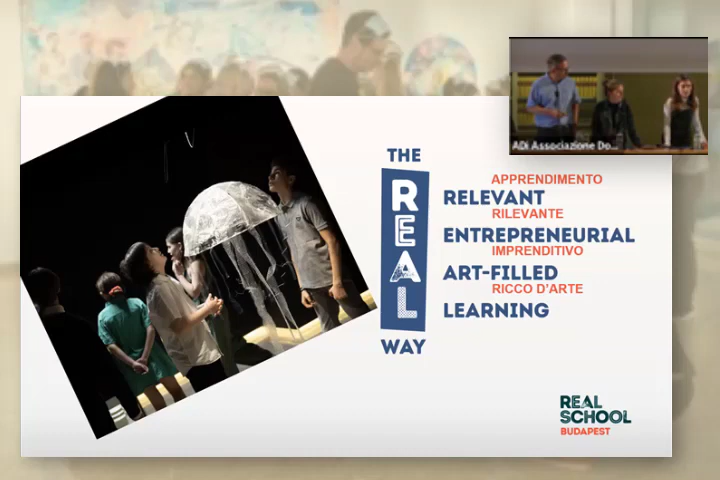 ADi Associazione Do...
THE
REAL
WAY
APPRENDIMENTO
RELEVANT
RILEVANTE
ENTREPRENEURIAL
IMPRENDITIVO
ART-FILLED
RICCO D'ARTE
LEARNING
REAL
SCHOOL
BUDAPEST